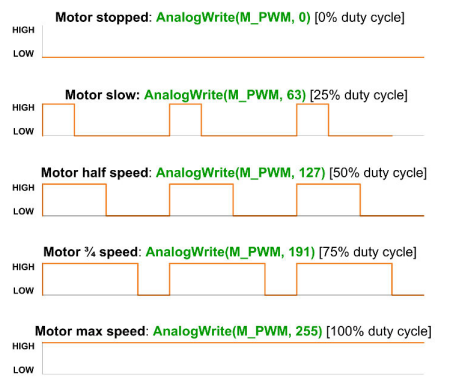 Motor stopped: AnalogWrite(M_PWM, 0) [0% duty cycle]
HIGH
LOW
Motor slow: AnalogWrite(M_PWM, 63) [25% duty cycle]
HIGH
LOW
Motor half speed: AnalogWrite(M_PWM, 127) [50% duty cycle]
HIGH
LOW
Motor ¾ speed: AnalogWrite(M_PWM, 191) [75% duty cycle]
HIGH
LOW
Motor max speed: AnalogWrite(M_PWM, 255) [100% duty cycle]
HIGH
LOW